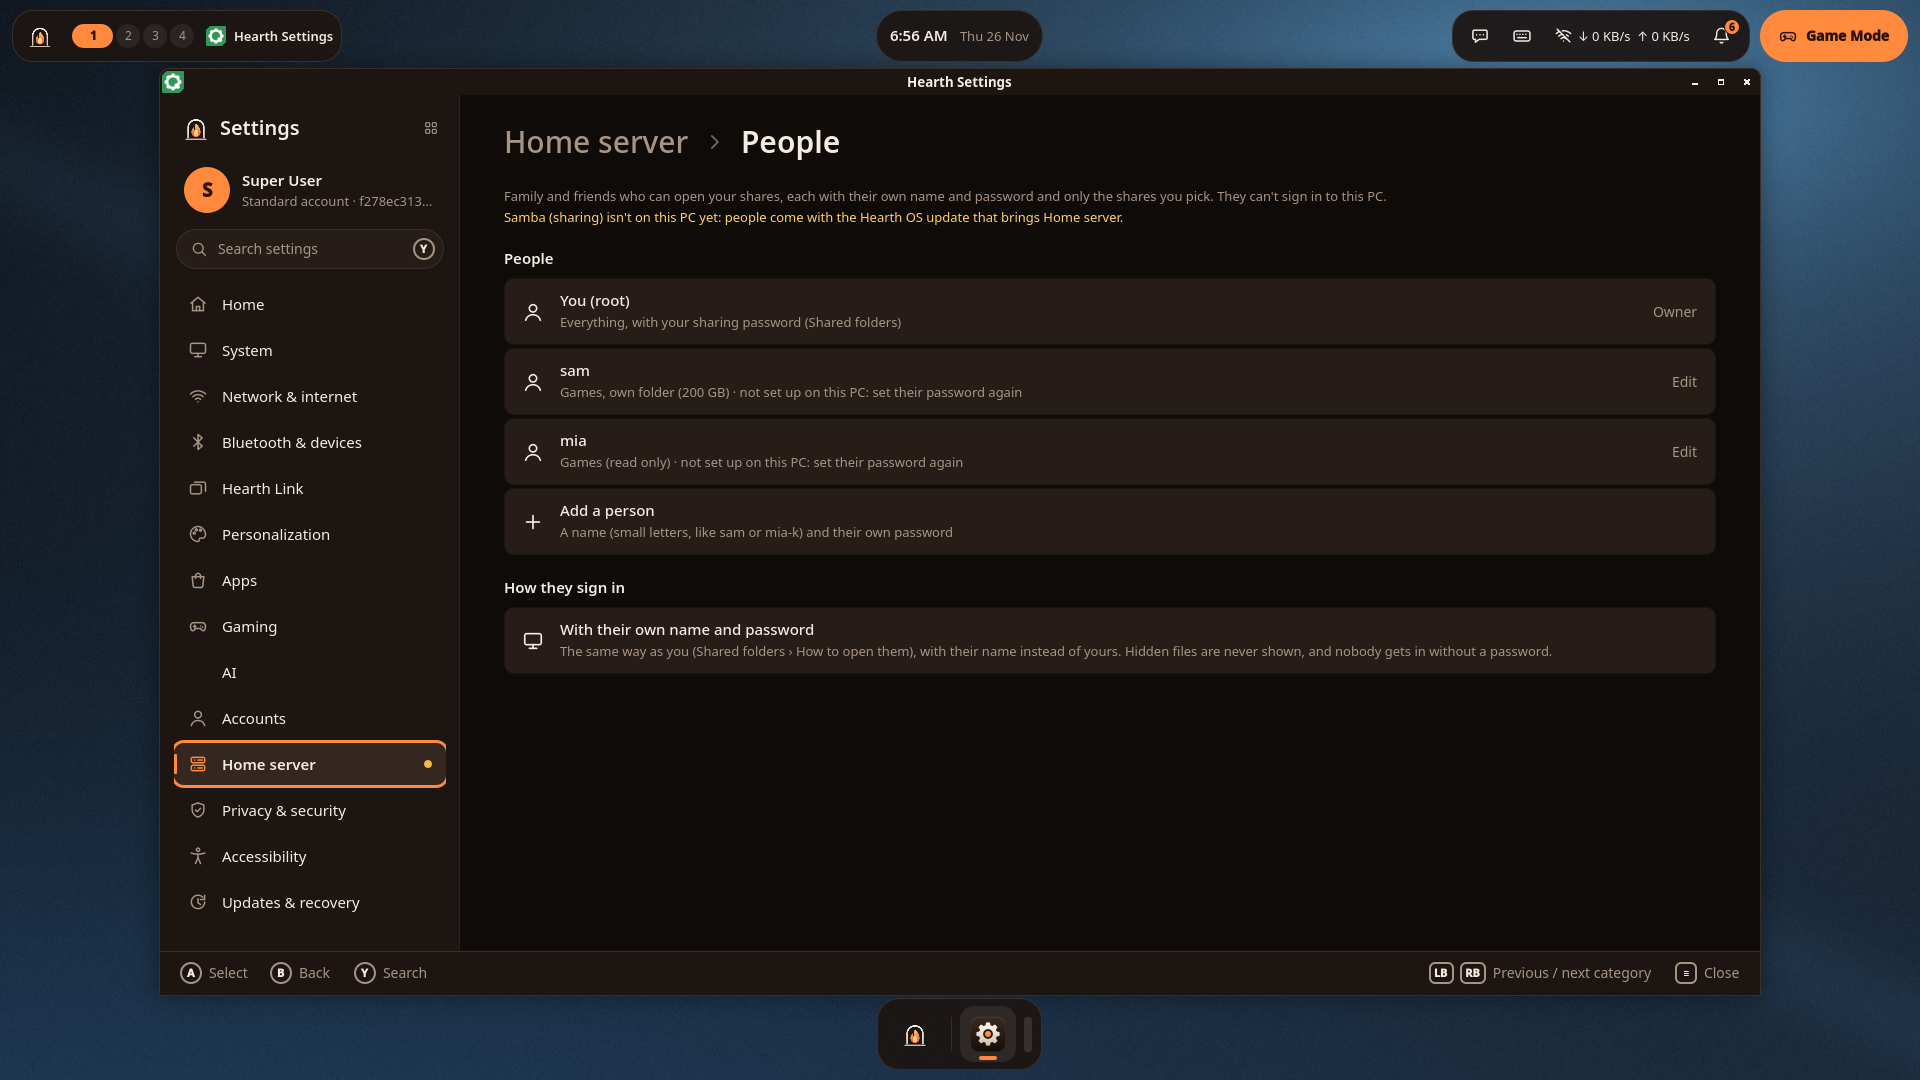 1 2 3 4 Hearth Settings
6:56 AM Thu 26 Nov
↓ 0 KB/s ↑ 0 KB/s 6 Game Mode
Hearth Settings
Settings
S
Super User
Standard account · f278ec313...
Search settings Y
Home
System
Network & internet
Bluetooth & devices
Hearth Link
Personalization
Apps
Gaming
AI
Accounts
Home server
Privacy & security
Accessibility
Updates & recovery
Home server > People
Family and friends who can open your shares, each with their own name and password and only the shares you pick. They can't sign in to this PC.
Samba (sharing) isn't on this PC yet: people come with the Hearth OS update that brings Home server.
People
You (root)
Everything, with your sharing password (Shared folders)
Owner
sam
Games, own folder (200 GB) · not set up on this PC: set their password again
Edit
mia
Games (read only) · not set up on this PC: set their password again
Edit
Add a person
A name (small letters, like sam or mia-k) and their own password
How they sign in
With their own name and password
The same way as you (Shared folders › How to open them), with their name instead of yours. Hidden files are never shown, and nobody gets in without a password.
A Select B Back Y Search
LB RB Previous / next category ≡ Close